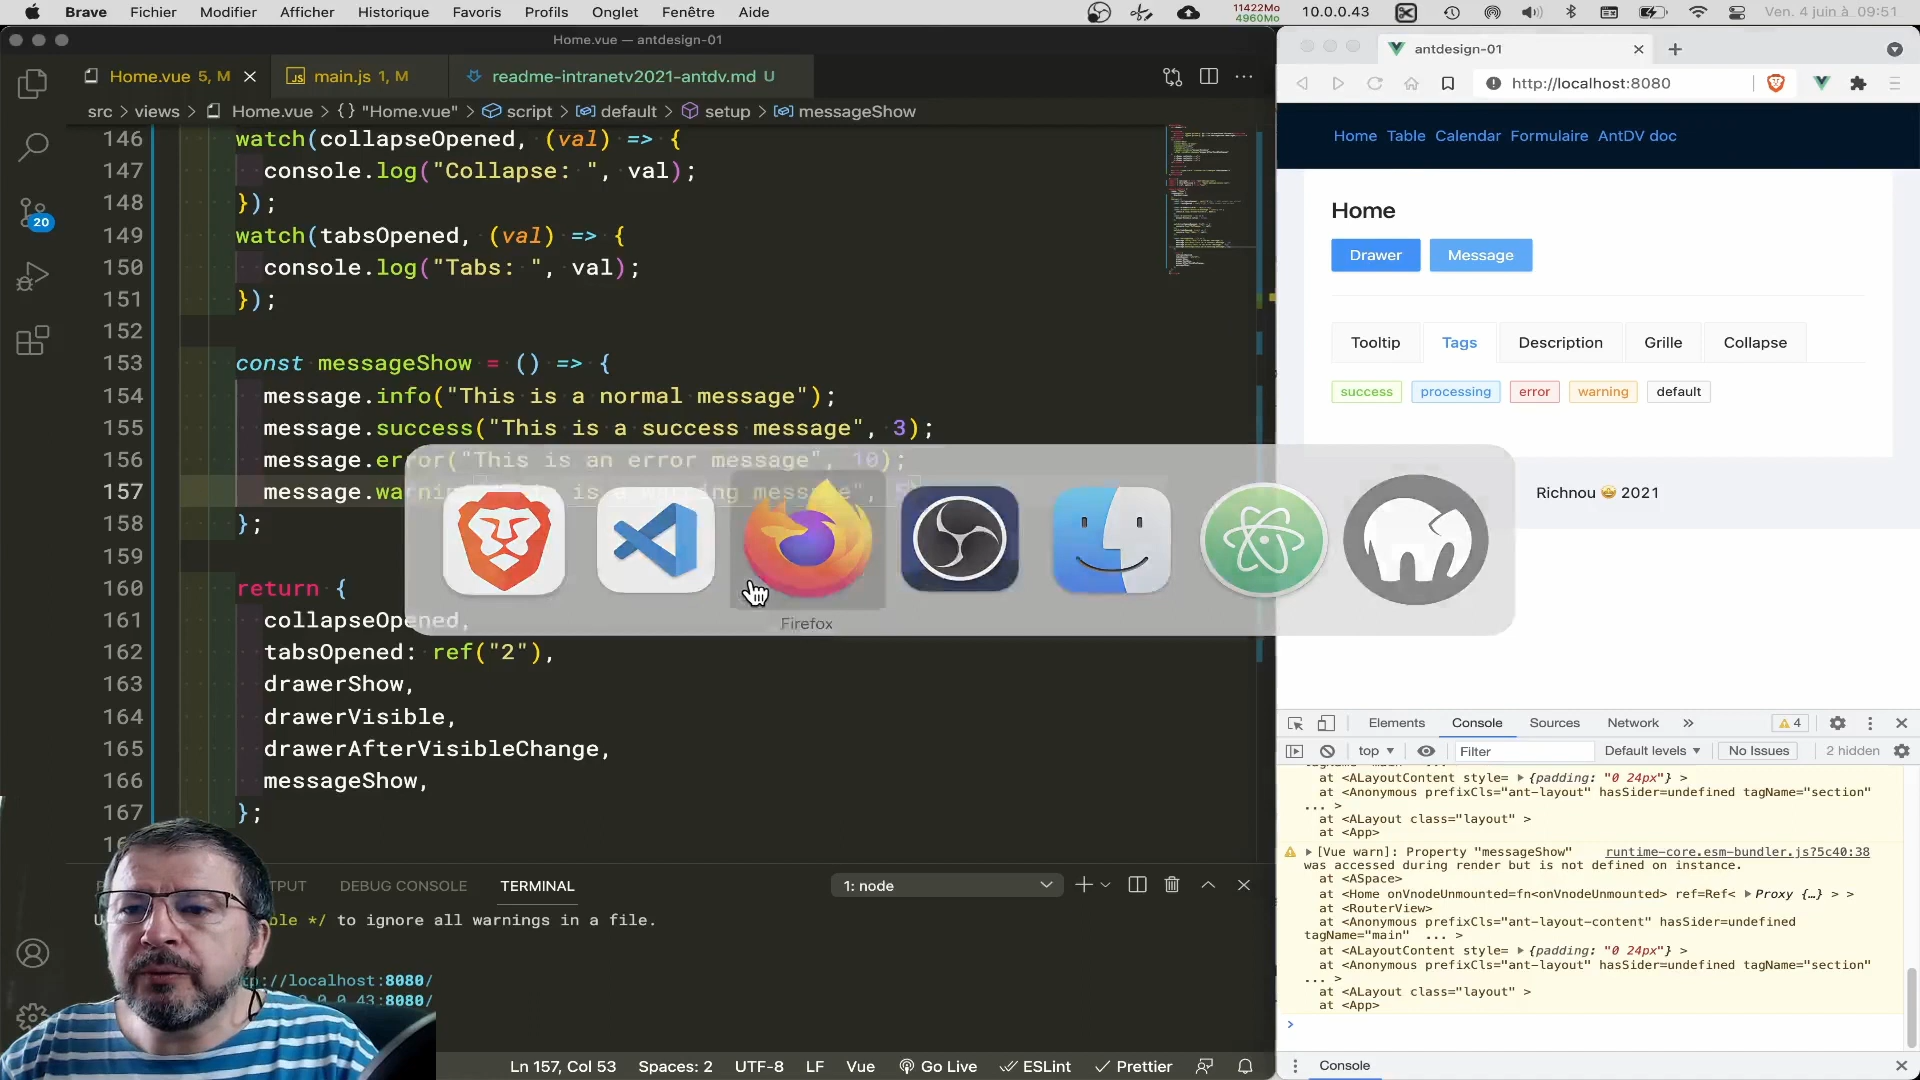 Brave Fichier Modifier Afficher Historique Favoris Profils Onglet Fenêtre Aide
11422Mo
4960Mo
10.0.0.43
Ven. 4 juin à 09:51
Home.vue — antdesign-01
Home.vue 5, M
main.js 1, M
readme-intranetv2021-antdv.md U
src > views > Home.vue > {} "Home.vue" > script > default > setup > messageShow
146 watch(collapseOpened, (val) => {
147 console.log("Collapse: ", val);
148 });
149 watch(tabsOpened, (val) => {
150 console.log("Tabs: ", val);
151 });
152
153 const messageShow = () => {
154 message.info("This is a normal message");
155 message.success("This is a success message", 3);
156 message.error("This is an error message", 10);
157 message.warn is a message",
158 };
159
160 return {
161 collapseOpened,
162 tabsOpened: ref("2"),
163 drawerShow,
164 drawerVisible,
165 drawerAfterVisibleChange,
166 messageShow,
167 };
20
Firefox
DEBUG CONSOLE
TERMINAL
1: node
to ignore all warnings in a file.
localhost:8080/
Ln 157, Col 53 Spaces: 2 UTF-8 LF Vue Go Live ESLint Prettier
antdesign-01
http://localhost:8080
Home Table Calendar Formulaire AntDV doc
Home
Drawer
Message
Tooltip Tags Description Grille Collapse
success processing error warning default
Richnou 🤩 2021
Elements Console Sources Network » 4
top Filter Default levels No Issues 2 hidden
at <ALayoutContent style= {padding: "0 24px"} >
at <Anonymous prefixCls="ant-layout" hasSider=undefined tagName="section"
... >
at <ALayout class="layout" >
at <App>
[Vue warn]: Property "messageShow" runtime-core.esm-bundler.js?5c40:38
was accessed during render but is not defined on instance.
at <ASpace>
at <Home onVnodeUnmounted=fn<onVnodeUnmounted> ref=Ref< Proxy {…} > >
at <RouterView>
at <Anonymous prefixCls="ant-layout-content" hasSider=undefined
tagName="main" ... >
at <ALayoutContent style= {padding: "0 24px"} >
at <Anonymous prefixCls="ant-layout" hasSider=undefined tagName="section"
... >
at <ALayout class="layout" >
at <App>
>
Console